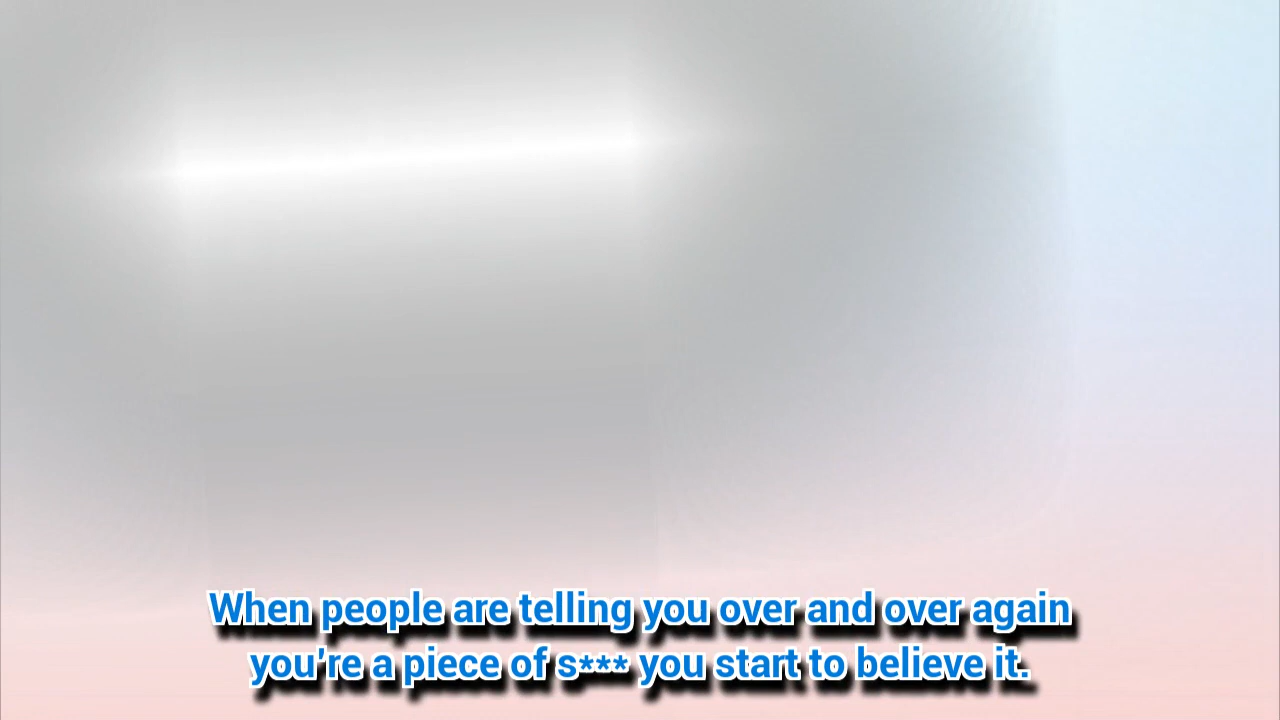 When people are telling you over and over again
you're a piece of s*** you start to believe it.